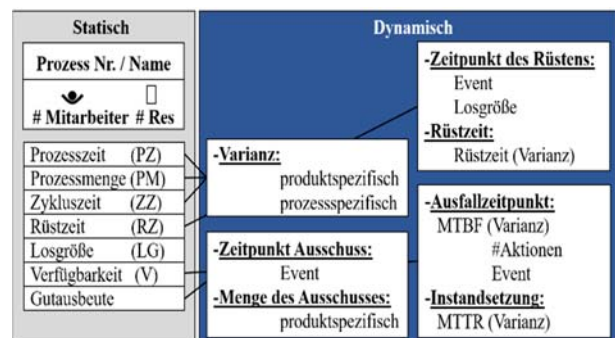 Statisch
Prozess Nr. / Name
# Mitarbeiter # Res
Prozesszeit (PZ)
Prozessmenge (PM)
Zykluszeit (ZZ)
Rüstzeit (RZ)
Losgröße (LG)
Verfügbarkeit (V)
Gutausbeute
Dynamisch
-Varianz:
produktspezifisch
prozessspezifisch
-Zeitpunkt Ausschuss:
Event
-Menge des Ausschusses:
produktspezifisch
-Zeitpunkt des Rüstens:
Event
Losgröße
-Rüstzeit:
Rüstzeit (Varianz)
-Ausfallzeitpunkt:
MTBF (Varianz)
#Aktionen
Event
-Instandsetzung:
MTTR (Varianz)